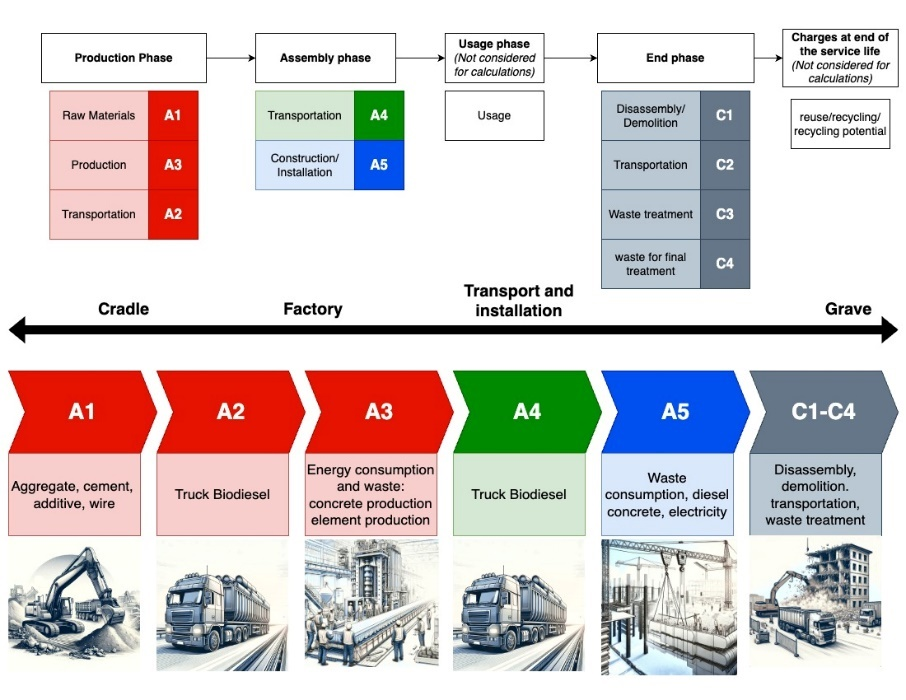 Production Phase
Assembly phase
Usage phase
(Not considered
for calculations)
End phase
Charges at end of
the service life
(Not considered for
calculations)
Raw Materials A1
Production A3
Transportation A2
Transportation A4
Construction/
Installation A5
Usage
Disassembly/
Demolition C1
Transportation C2
Waste treatment C3
waste for final
treatment C4
reuse/recycling/
recycling potential
Cradle
Factory
Transport and
installation
Grave
A1
A2
A3
A4
A5
C1-C4
Aggregate, cement,
additive, wire
Truck Biodiesel
Energy consumption
and waste:
concrete production
element production
Truck Biodiesel
Waste
consumption, diesel
concrete, electricity
Disassembly,
demolition.
transportation,
waste treatment